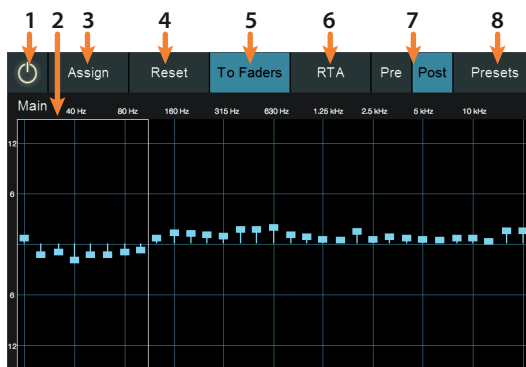 1 2 3 4 5 6 7 8
Assign Reset To Faders RTA Pre Post Presets
Main 40 Hz 80 Hz 160 Hz 315 Hz 630 Hz 1.25 kHz 2.5 kHz 5 kHz 10 kHz
12
6
6
12